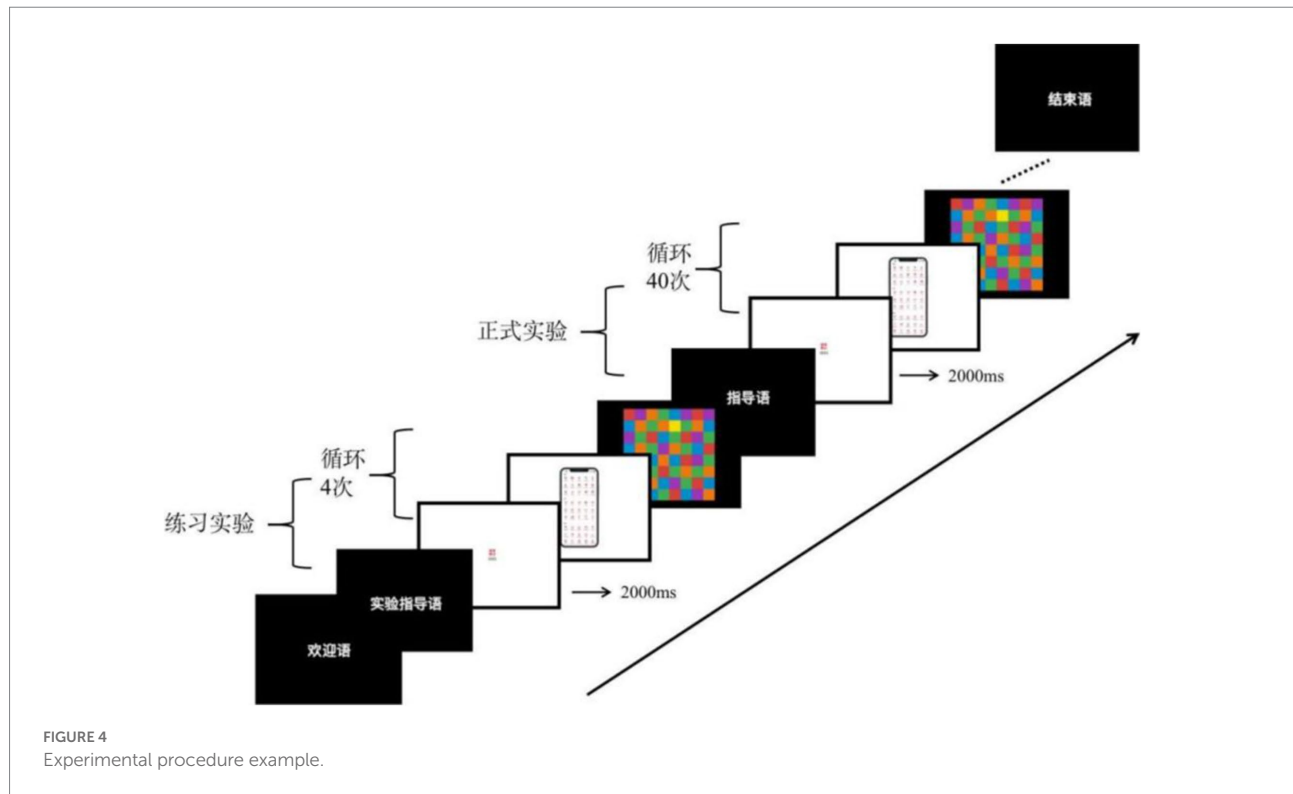 结束语
循环
40次
正式实验
2000ms
指导语
循环
4次
练习实验
2000ms
实验指导语
欢迎语
FIGURE 4
Experimental procedure example.